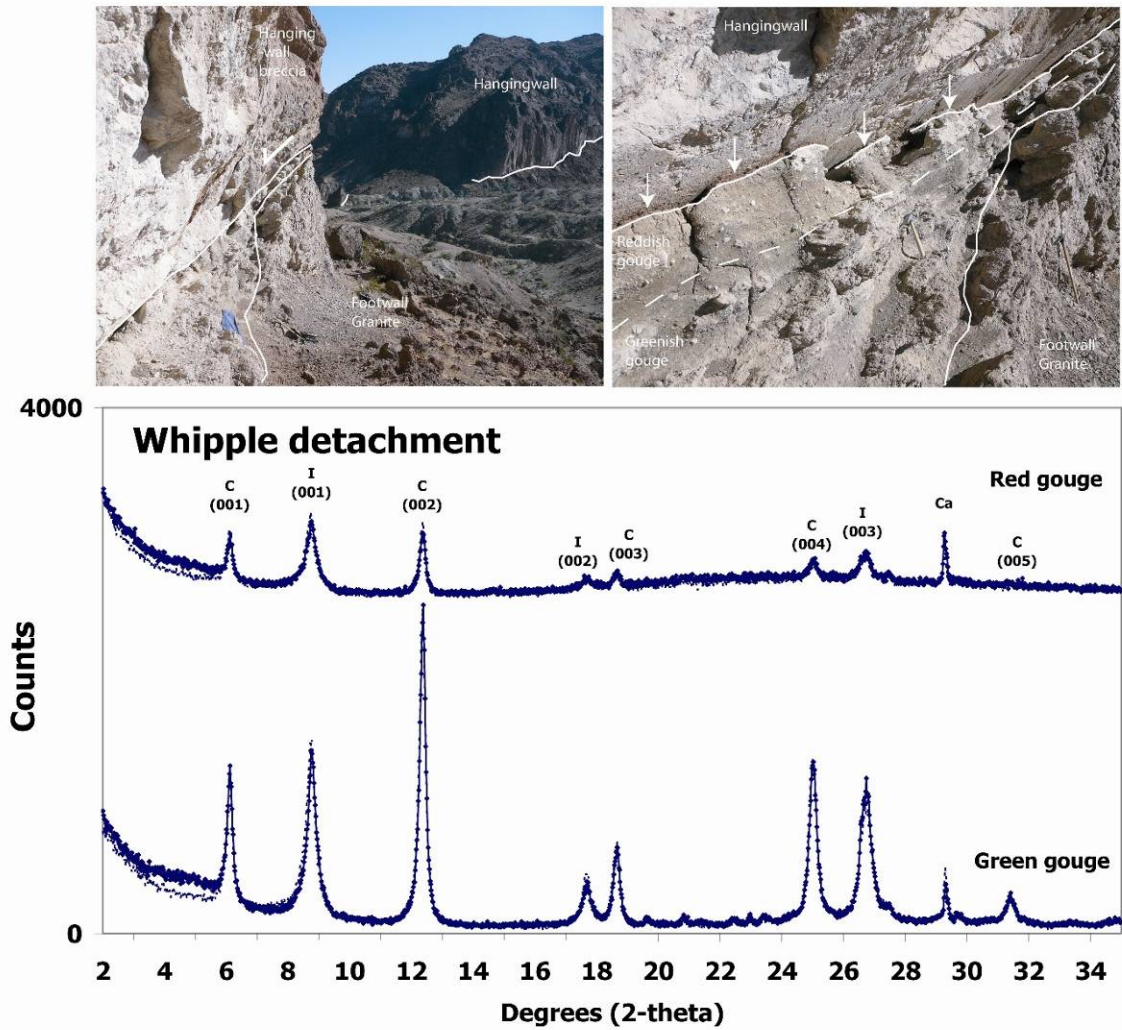 Hanging
wall
breccia
Hangingwall
Footwall
Granite
Hangingwall
Reddish
gouge
Greenish
gouge
Footwall
Granite
4000
Whipple detachment
Red gouge
C
(001)
I
(001)
C
(002)
I
(002)
C
(003)
C
(004)
I
(003)
Ca
C
(005)
Counts
Green gouge
0
2 4 6 8 10 12 14 16 18 20 22 24 26 28 30 32 34
Degrees (2-theta)